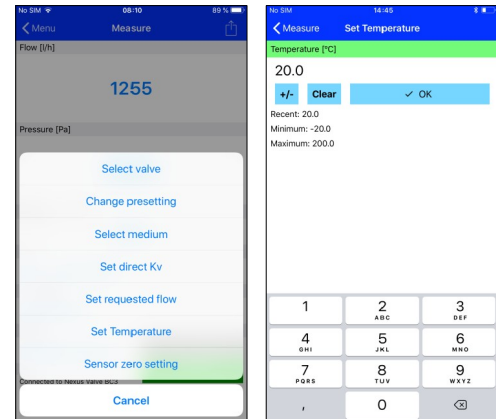 No SIM 08:10 89 %
Menu Measure
Flow [l/h]
1255
Pressure [Pa]
Select valve
Change presetting
Select medium
Set direct Kv
Set requested flow
Set Temperature
Sensor zero setting
Connected to Nexus Valve BC3
Cancel
No SIM 14:45
Measure Set Temperature
Temperature [°C]
20.0
+/- Clear ✓ OK
Recent: 20.0
Minimum: -20.0
Maximum: 200.0
1 2 3
ABC DEF
4 5 6
GHI JKL MNO
7 8 9
PQRS TUV WXYZ
, 0